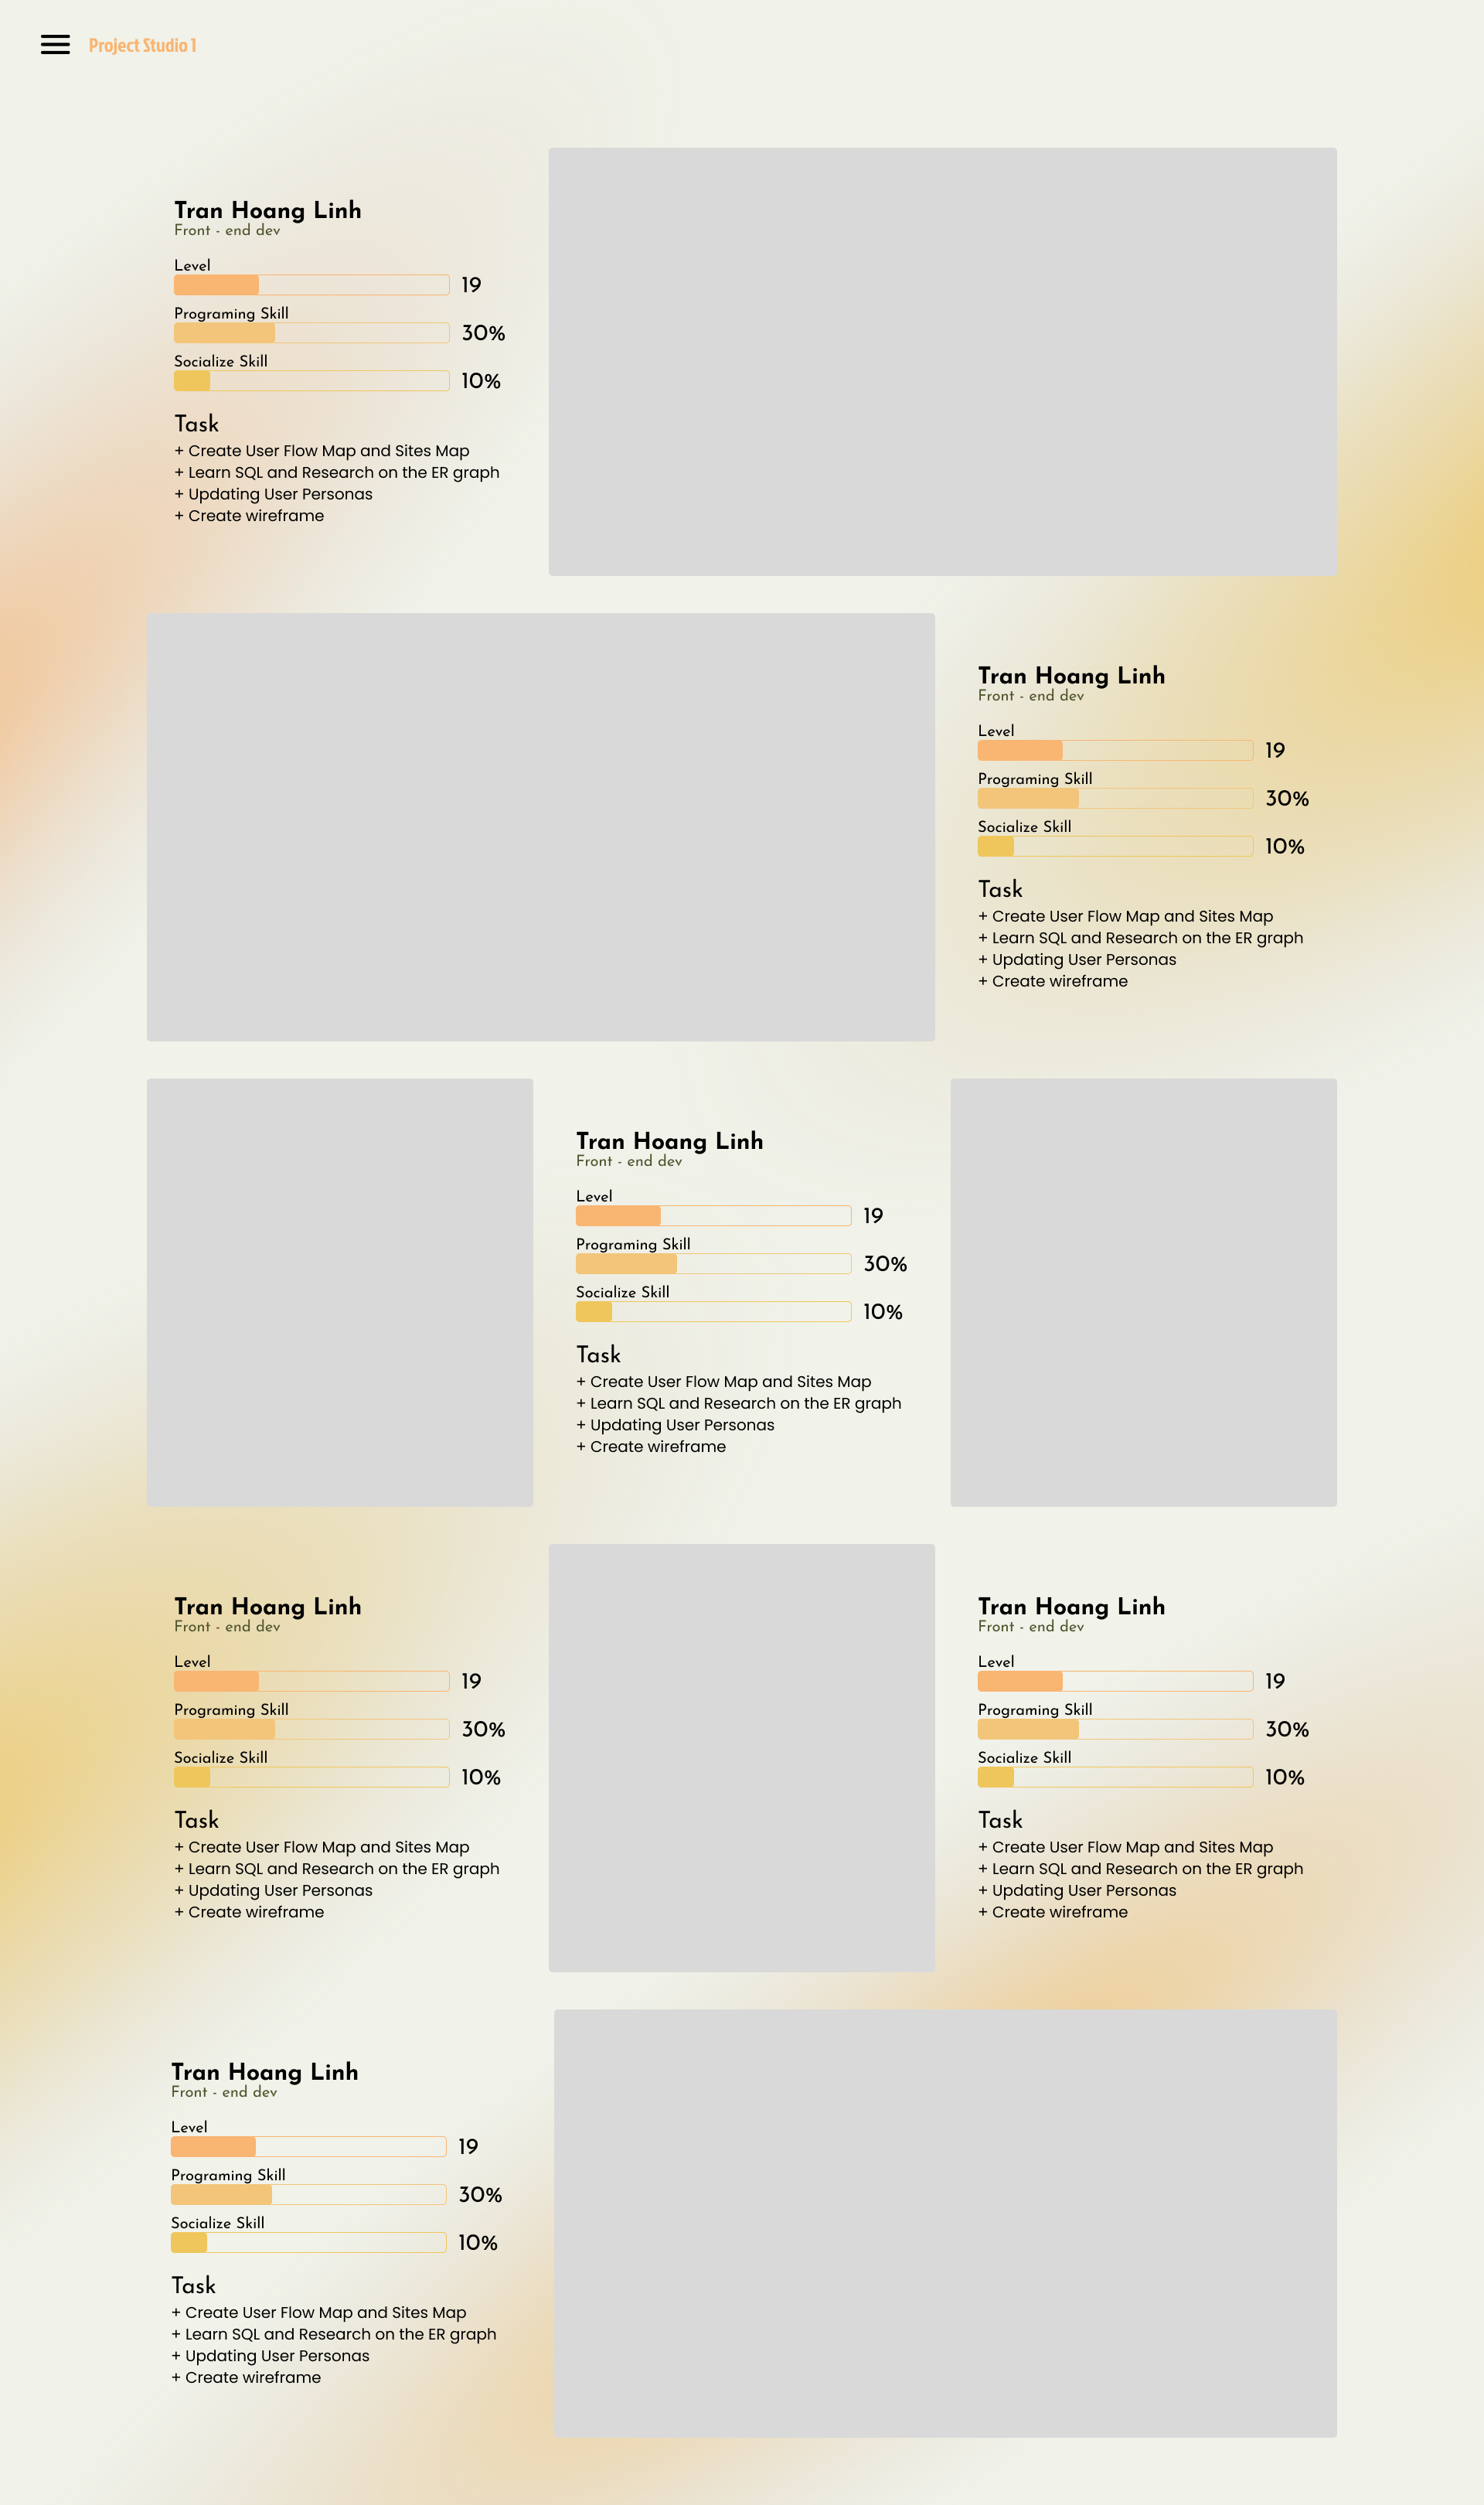 Project Studio 1
Tran Hoang Linh
Front - end dev
Level
19
Programing Skill
30%
Socialize Skill
10%
Task
+ Create User Flow Map and Sites Map
+ Learn SQL and Research on the ER graph
+ Updating User Personas
+ Create wireframe
Tran Hoang Linh
Front - end dev
Level
19
Programing Skill
30%
Socialize Skill
10%
Task
+ Create User Flow Map and Sites Map
+ Learn SQL and Research on the ER graph
+ Updating User Personas
+ Create wireframe
Tran Hoang Linh
Front - end dev
Level
19
Programing Skill
30%
Socialize Skill
10%
Task
+ Create User Flow Map and Sites Map
+ Learn SQL and Research on the ER graph
+ Updating User Personas
+ Create wireframe
Tran Hoang Linh
Front - end dev
Level
19
Programing Skill
30%
Socialize Skill
10%
Task
+ Create User Flow Map and Sites Map
+ Learn SQL and Research on the ER graph
+ Updating User Personas
+ Create wireframe
Tran Hoang Linh
Front - end dev
Level
19
Programing Skill
30%
Socialize Skill
10%
Task
+ Create User Flow Map and Sites Map
+ Learn SQL and Research on the ER graph
+ Updating User Personas
+ Create wireframe
Tran Hoang Linh
Front - end dev
Level
19
Programing Skill
30%
Socialize Skill
10%
Task
+ Create User Flow Map and Sites Map
+ Learn SQL and Research on the ER graph
+ Updating User Personas
+ Create wireframe